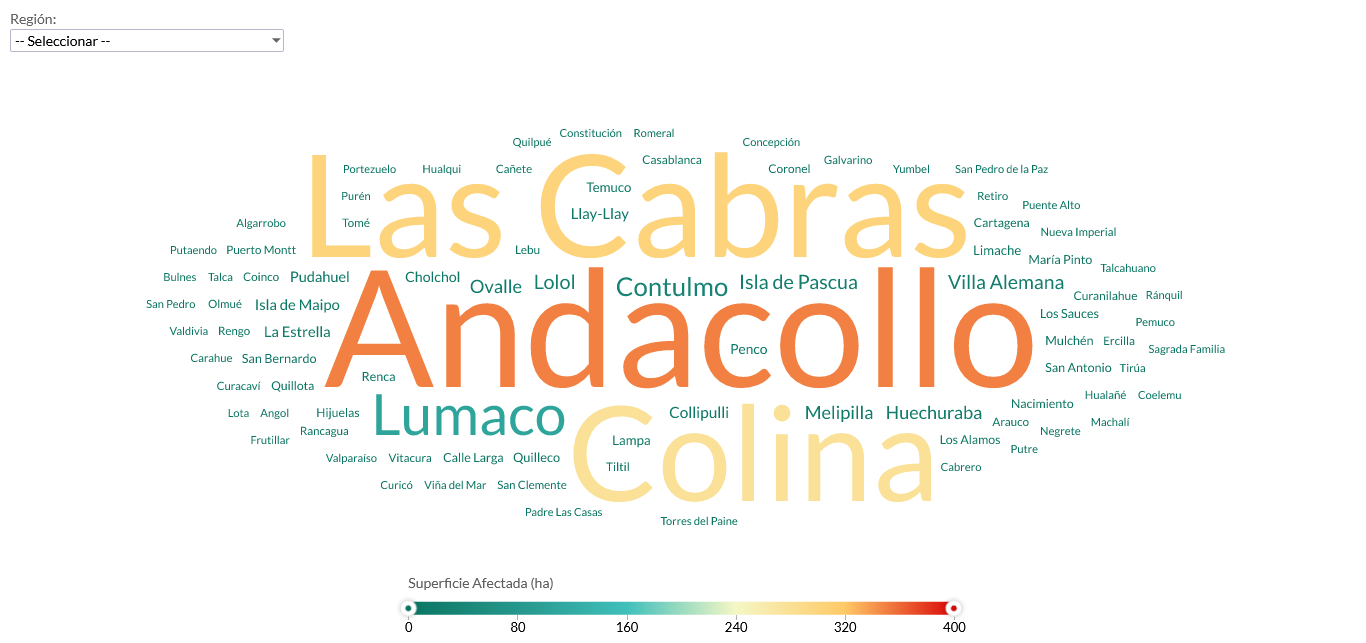 Región:
-- Seleccionar --
Quilpué Constitución Romeral Concepción
Portezuelo Hualqui Cañete Casablanca Coronel Galvarino Yumbel San Pedro de la Paz
Las Cabras
Purén Temuco Retiro Puente Alto
Algarrobo Tomé Llay-Llay Cartagena Nueva Imperial
Putaendo Puerto Montt Lebu Limache María Pinto
Bulnes Talca Coinco Pudahuel Cholchol Ovalle Lolol Contulmo Isla de Pascua Villa Alemana Talcahuano
San Pedro Olmué Isla de Maipo Curanilahue Ránquil
Andacollo
Valdivia Rengo La Estrella Los Sauces Pemuco
Carahue San Bernardo Penco Mulchén Ercilla Sagrada Familia
Curacaví Quillota Renca San Antonio Tirúa
Lota Angol Hijuelas Lumaco Collipulli Melipilla Huechuraba Nacimiento Hualañé Coelemu
Frutillar Rancagua Lampa Los Alamos Arauco Negrete Machalí
Colina
Valparaíso Vitacura Calle Larga Quilleco Tiltil Cabrero Putre
Curicó Viña del Mar San Clemente
Padre Las Casas Torres del Paine
Superficie Afectada (ha)
0 80 160 240 320 400